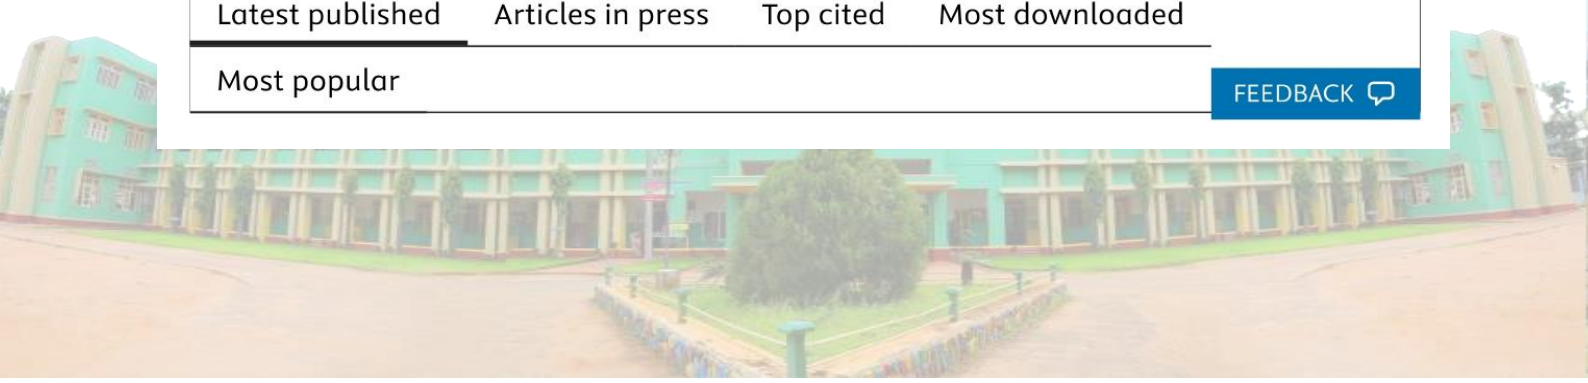 Latest published Articles in press Top cited Most downloaded
Most popular
FEEDBACK